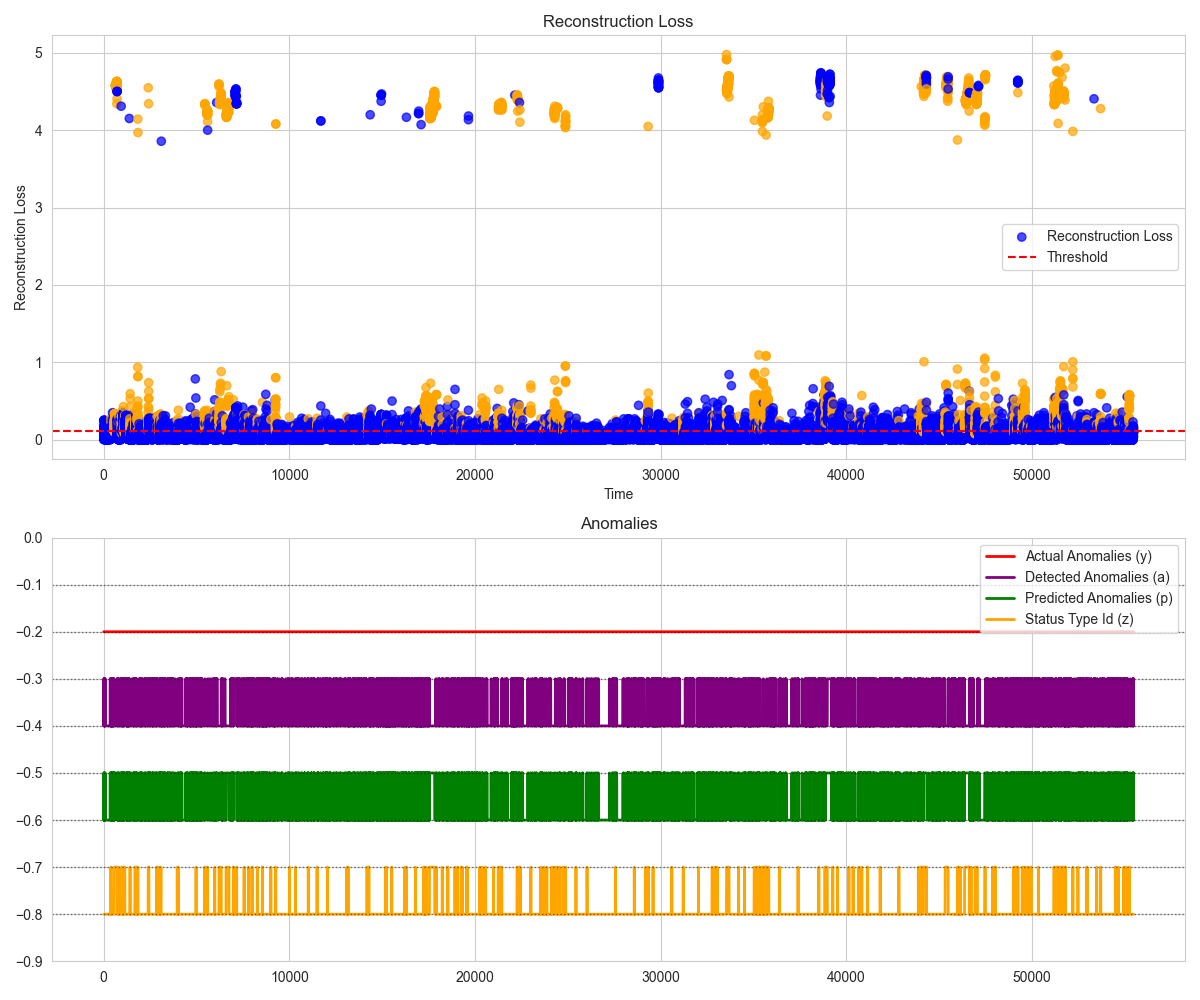 Reconstruction Loss
Reconstruction Loss
5
4
3
2
1
0
Reconstruction Loss
Threshold
0 10000 20000 30000 40000 50000
Time
Anomalies
0.0
−0.1
−0.2
−0.3
−0.4
−0.5
−0.6
−0.7
−0.8
−0.9
Actual Anomalies (y)
Detected Anomalies (a)
Predicted Anomalies (p)
Status Type Id (z)
0 10000 20000 30000 40000 50000